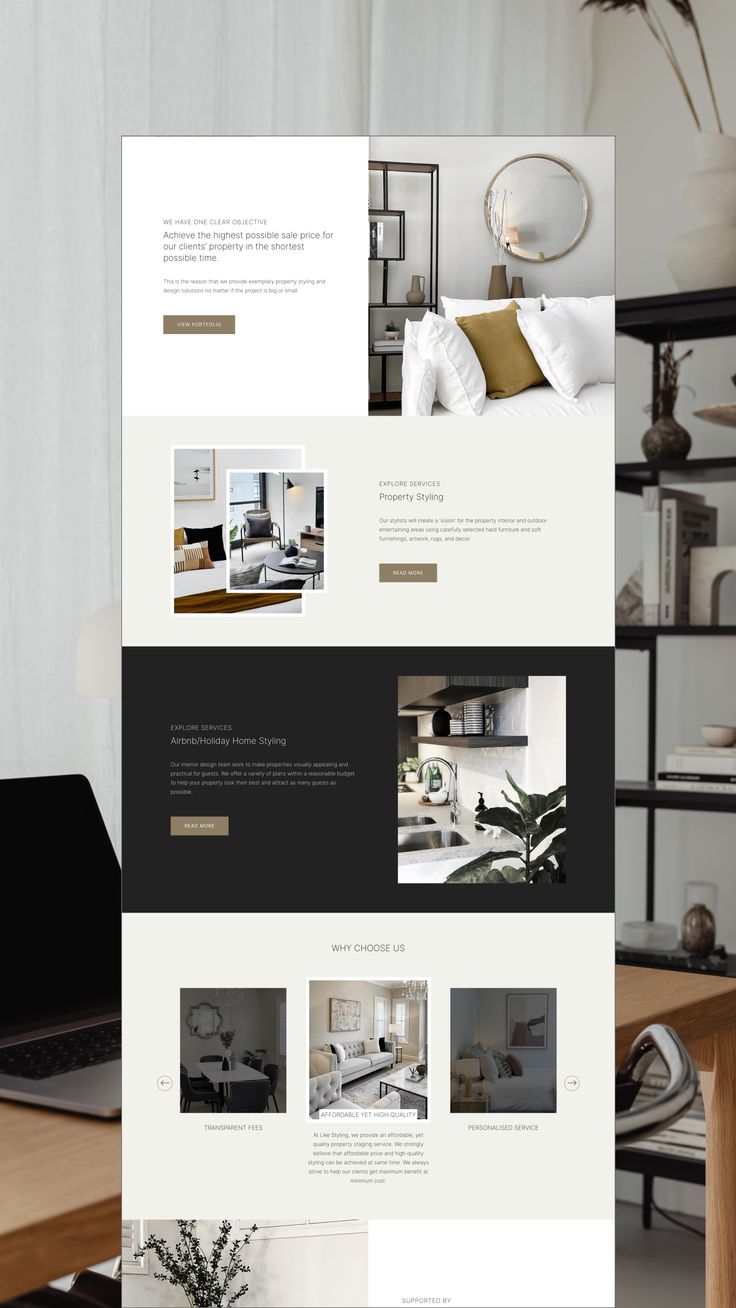 WE HAVE ONE CLEAR OBJECTIVE
Achieve the highest possible sale price for
our clients' property in the shortest
possible time.
This is the reason that we provide exemplary property styling and
design solutions no matter if the project is big or small.
VIEW PORTFOLIO
EXPLORE SERVICES
Property Styling
Our stylists will create a 'vision' for the property interior and outdoor
entertaining areas using carefully selected hard furniture and soft
furnishings, artwork, rugs, and decor.
READ MORE
EXPLORE SERVICES
Airbnb/Holiday Home Styling
Our interior design team work to make properties visually appealing and
practical for guests. We offer a variety of plans within a reasonable budget
to help your property look their best and attract as many guests as
possible.
READ MORE
WHY CHOOSE US
TRANSPARENT FEES
AFFORDABLE YET HIGH QUALITY
At Like Styling, we provide an affordable, yet
quality property staging service. We strongly
believe that affordable price and high quality
styling can be achieved at same time. We always
strive to help our clients get maximum benefit at
minimum cost.
PERSONALISED SERVICE
SUPPORTED BY